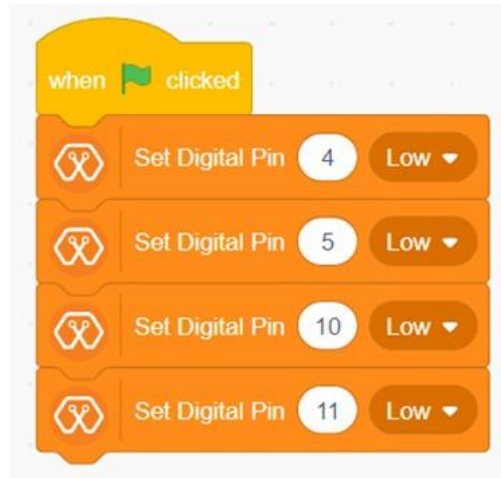 when clicked
Set Digital Pin 4 Low
Set Digital Pin 5 Low
Set Digital Pin 10 Low
Set Digital Pin 11 Low